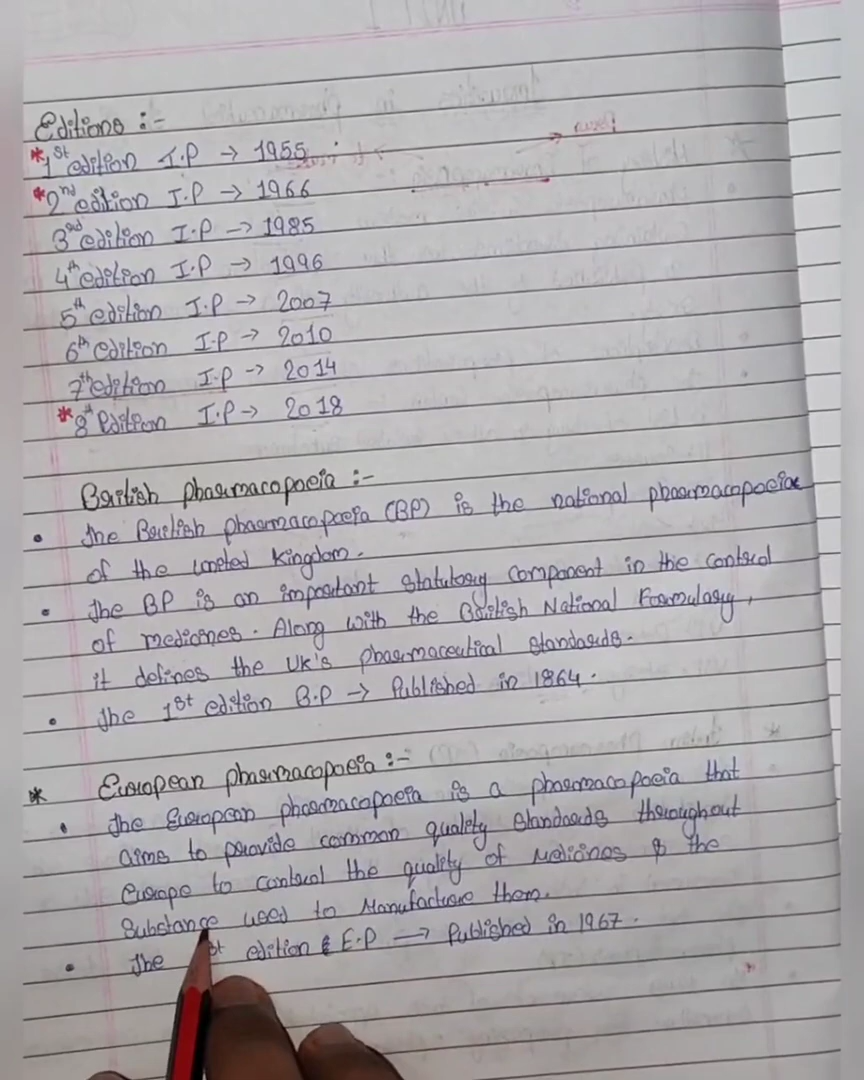 Editions :-
*1st edition I.P → 1955
*2nd edition I.P → 1966
3rd edition I.P → 1985
4th edition I.P → 1996
5th edition I.P → 2007
6th edition I.P → 2010
7th edition I.P → 2014
*8th Edition I.P → 2018
British pharmacopoeia :-
• The British pharmacopoeia (BP) is the national pharmacopoeia
of the united Kingdom.
• The BP is an important statutory component in the control
of medicines. Along with the British National Formulary,
it defines the UK's pharmaceutical standards.
• The 1st edition B.P → Published in 1864.
* European pharmacopoeia :-
• The European pharmacopoeia is a pharmacopoeia that
aims to provide common quality standards throughout
Europe to control the quality of Medicines & the
Substance used to Manufacture them.
• The st edition E.P → Published in 1967.